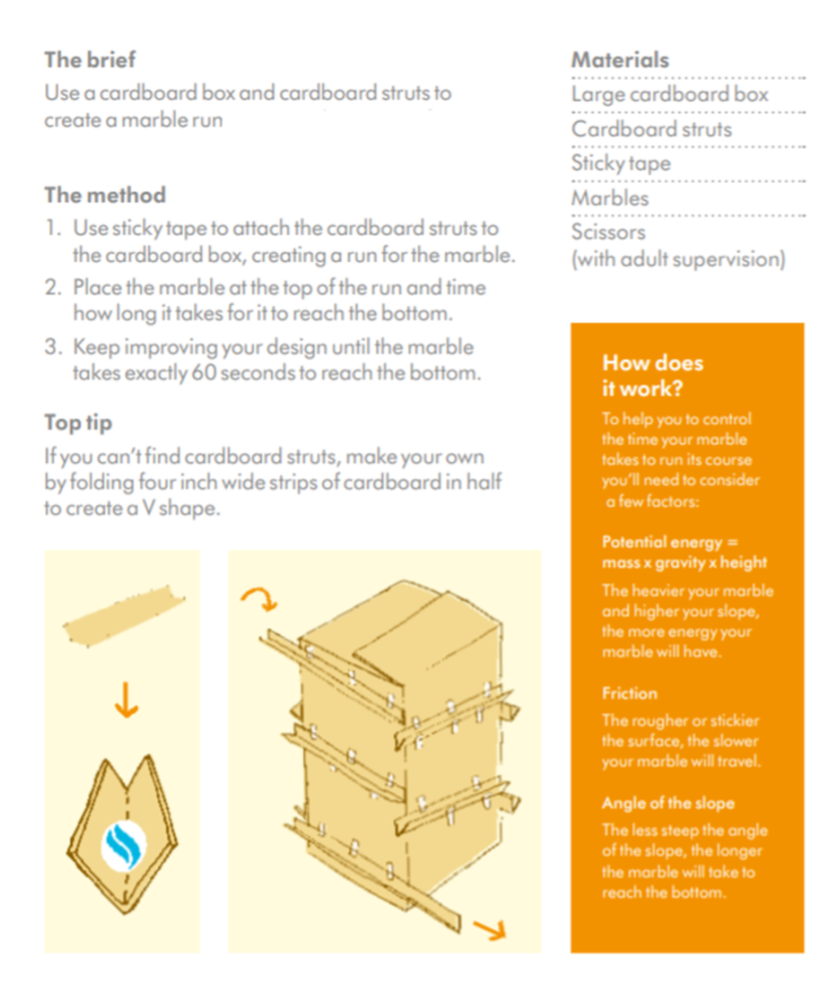 The brief
Use a cardboard box and cardboard struts to
create a marble run
The method
1. Use sticky tape to attach the cardboard struts to
the cardboard box, creating a run for the marble.
2. Place the marble at the top of the run and time
how long it takes for it to reach the bottom.
3. Keep improving your design until the marble
takes exactly 60 seconds to reach the bottom.
Top tip
If you can't find cardboard struts, make your own
by folding four inch wide strips of cardboard in half
to create a V shape.
Materials
Large cardboard box
Cardboard struts
Sticky tape
Marbles
Scissors
(with adult supervision)
How does
it work?
To help you to control
the time your marble
takes to run its course
you'll need to consider
a few factors:
Potential energy =
mass x gravity x height
The heavier your marble
and higher your slope,
the more energy your
marble will have.
Friction
The rougher or stickier
the surface, the slower
your marble will travel.
Angle of the slope
The less steep the angle
of the slope, the longer
the marble will take to
reach the bottom.